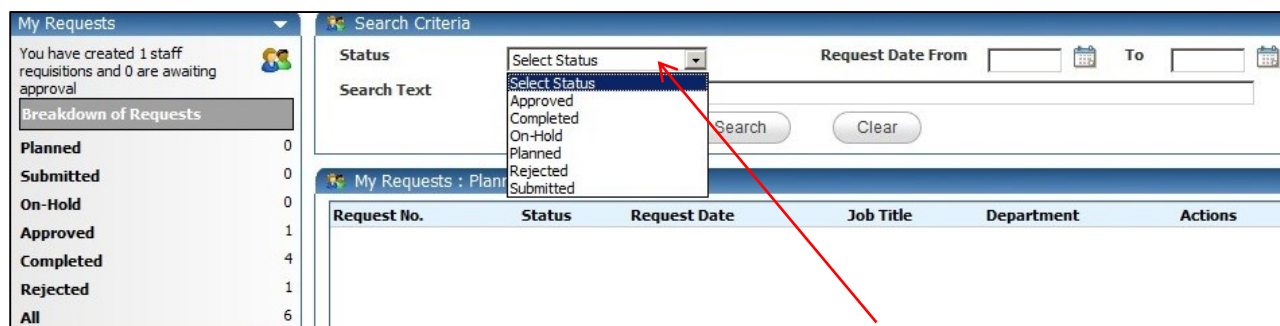 My Requests
You have created 1 staff
requisitions and 0 are awaiting
approval
Breakdown of Requests
Planned 0
Submitted 0
On-Hold 0
Approved 1
Completed 4
Rejected 1
All 6
Search Criteria
Status Select Status Request Date From To
Search Text
Select Status
Approved
Completed
On-Hold
Planned
Rejected
Submitted
Search Clear
My Requests : Plann
Request No. Status Request Date Job Title Department Actions